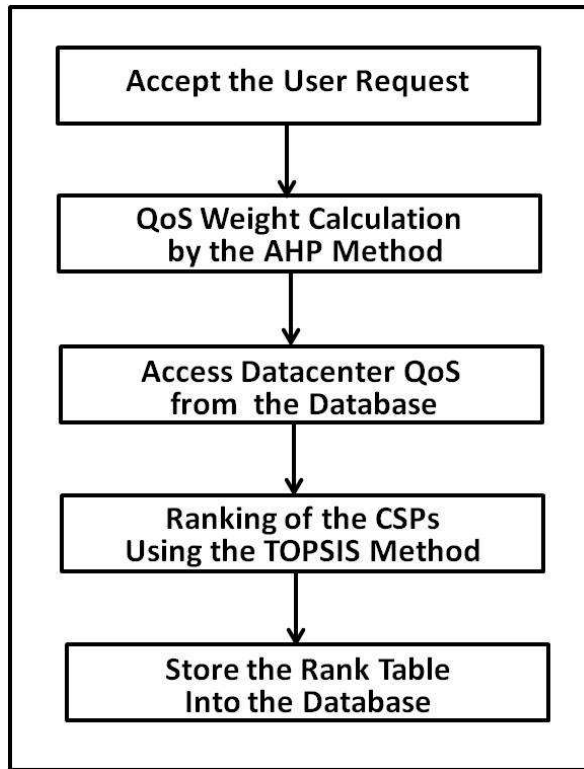 Accept the User Request
QoS Weight Calculation
by the AHP Method
Access Datacenter QoS
from the Database
Ranking of the CSPs
Using the TOPSIS Method
Store the Rank Table
Into the Database